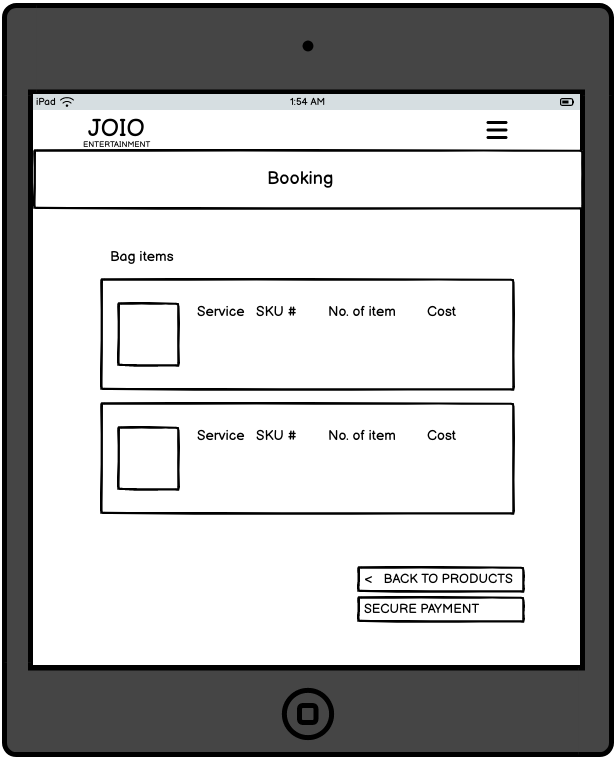 iPad 1:54 AM
JOIO
ENTERTAINMENT
Booking
Bag items
Service SKU # No. of item Cost
Service SKU # No. of item Cost
< BACK TO PRODUCTS
SECURE PAYMENT